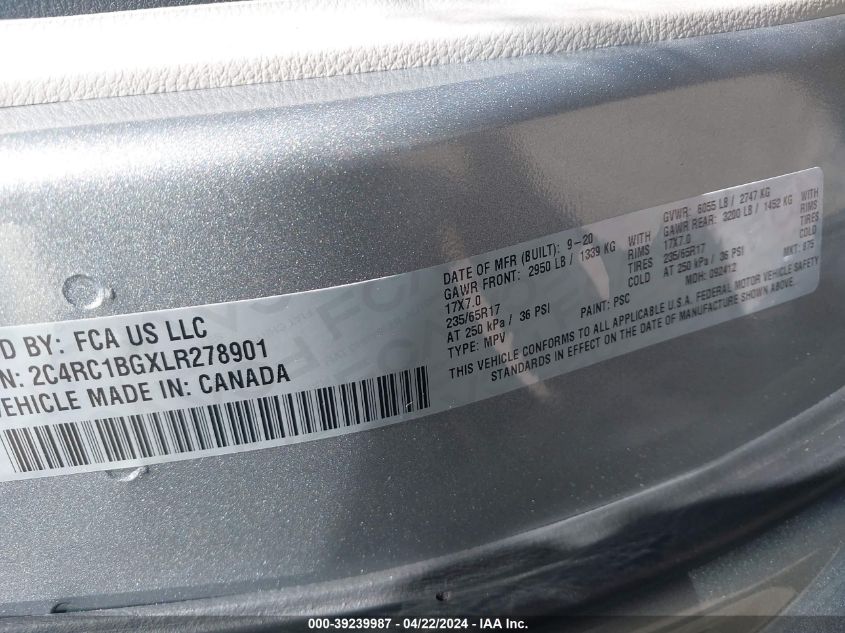 D BY: FCA US LLC
N: 2C4RC1BGXLR278901
VEHICLE MADE IN: CANADA
DATE OF MFR (BUILT): 9-20
GAWR FRONT: 2950 LB / 1339 KG WITH
17X7.0 RIMS
235/65R17 TIRES
AT 250 kPa / 36 PSI COLD
TYPE: MPV PAINT: PSC
GVWR: 6055 LB / 2747 KG
GAWR REAR: 3200 LB / 1452 KG WITH
17X7.0 RIMS
235/65R17 TIRES
AT 250 kPa / 36 PSI COLD
MDH: 092412 MKT: 875
THIS VEHICLE CONFORMS TO ALL APPLICABLE U.S.A. FEDERAL MOTOR VEHICLE SAFETY
STANDARDS IN EFFECT ON THE DATE OF MANUFACTURE SHOWN ABOVE.
000-39239987 - 04/22/2024 - IAA Inc.